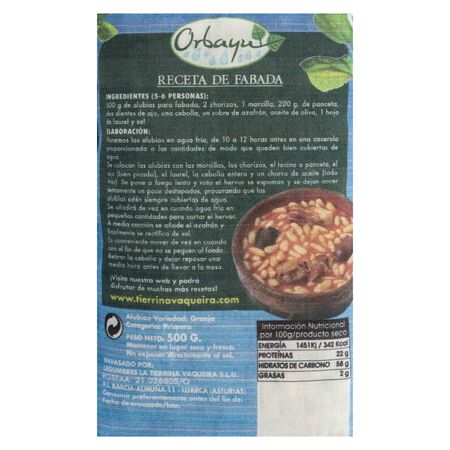 Orbayu
RECETA DE FABADA
INGREDIENTES (5-6 PERSONAS):
500 g de alubias para fabada, 2 chorizos, 1 morcilla, 200 g. de panceta,
dos dientes de ajo, una cebolla, un sobre de azafrán, aceite de oliva, 1 hoja
de laurel y sal.
ELABORACIÓN:
Ponemos las alubias en agua fría, de 10 a 12 horas antes en una cacerola
proporcionada a las cantidades de modo que queden bien cubiertas de
agua.
Se colocan las alubias con las morcillas, los chorizos, el tocino o panceta, el
ajo (bien picado), el laurel, la cebolla entera y un chorro de aceite (todo
frío) Se pone a fuego lento y rota el hervor se espuman y se dejan cocer
lentamente un poco destapadas, procurando que las
alubias estén siempre cubiertas de agua.
Se añadirá de vez en cuando agua fría en
pequeñas cantidades para cortar el hervor.
A media cocción se añade el azafrán y
finalmente se rectifica de sal.
Es conveniente mover de vez en cuando
con el fin de que no se peguen al fondo.
Retirar la cebolla y dejar reposar una
media hora antes de llevar a la mesa.
¡Visite nuestra web y podrá
disfrutar de muchas más recetas!
www.tierrinavaqueira.com
Alubias-Variedad: Granja
Categoría: Primera
PESO NETO: 500 G.
Mantener en lugar seco y fresco.
No exponer directamente al sol.
ENVASADO POR:
LEGUMBRES LA TIERRINA VAQUEIRA S.L.U.
21.026805/O
P.I. BARCIA-ALMUÑA 11 - LUARCA (ASTURIAS)
Consumir preferentemente antes del fin de:
Fecha de envasado/lote:
Información Nutricional
por 100g/producto seco
ENERGÍA 1451KJ / 342 Kcal
PROTEINAS 22 g
HIDRATOS DE CARBONO 58 g
GRASAS 2 g